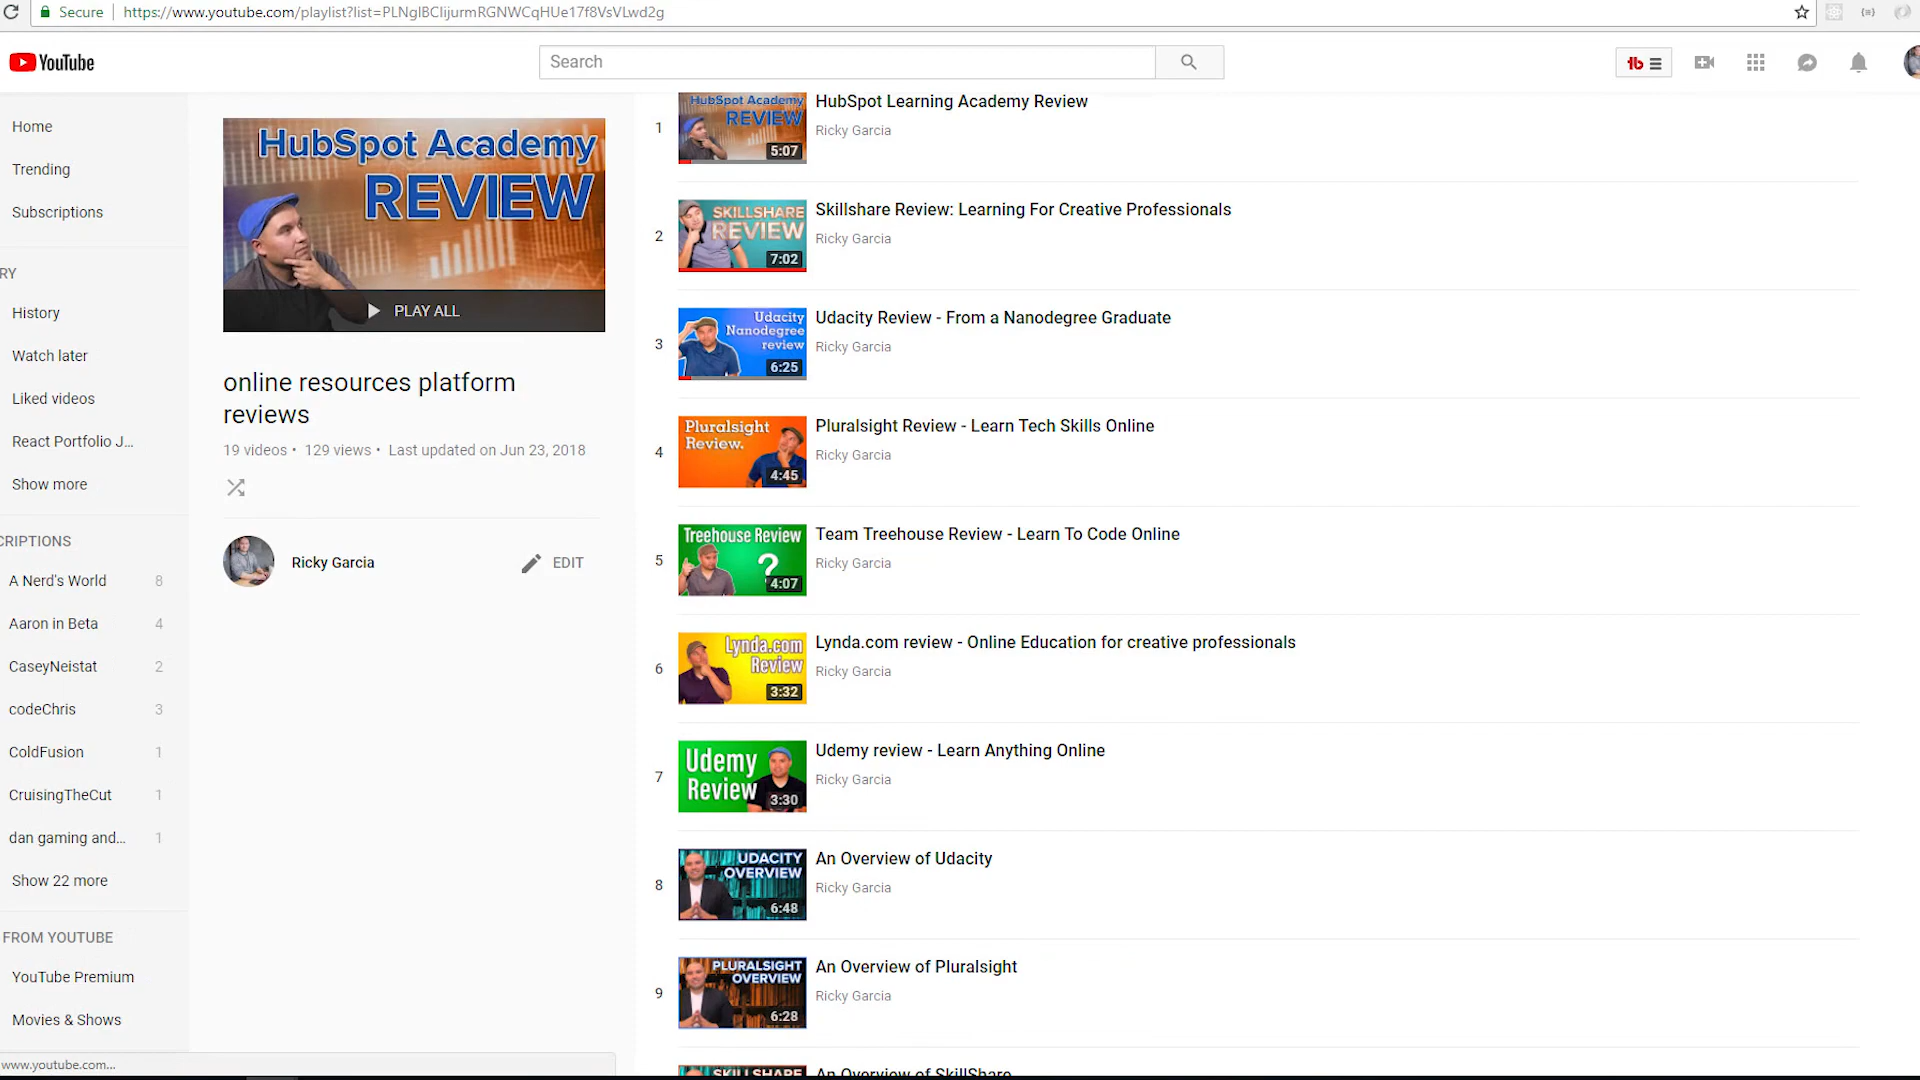 Secure
https://www.youtube.com/playlist?list=PLNglBClijurmRGNWCqHUe17f8VsVLwd2g
YouTube
Search
Home
Trending
Subscriptions
RY
History
Watch later
Liked videos
React Portfolio J...
Show more
CRIPTIONS
A Nerd's World 8
Aaron in Beta 4
CaseyNeistat 2
codeChris 3
ColdFusion 1
CruisingTheCut 1
dan gaming and... 1
Show 22 more
FROM YOUTUBE
YouTube Premium
Movies & Shows
www.youtube.com...
HubSpot Academy
REVIEW
PLAY ALL
online resources platform
reviews
19 videos • 129 views • Last updated on Jun 23, 2018
Ricky Garcia
EDIT
1
HubSpot Academy
REVIEW
5:07
HubSpot Learning Academy Review
Ricky Garcia
2
SKILLSHARE
REVIEW
7:02
Skillshare Review: Learning For Creative Professionals
Ricky Garcia
3
Udacity
Nanodegree
review
6:25
Udacity Review - From a Nanodegree Graduate
Ricky Garcia
4
Pluralsight
Review.
4:45
Pluralsight Review - Learn Tech Skills Online
Ricky Garcia
5
Treehouse Review
?
4:07
Team Treehouse Review - Learn To Code Online
Ricky Garcia
6
Lynda.com
Review
3:32
Lynda.com review - Online Education for creative professionals
Ricky Garcia
7
Udemy
Review
3:30
Udemy review - Learn Anything Online
Ricky Garcia
8
UDACITY
OVERVIEW
6:48
An Overview of Udacity
Ricky Garcia
9
PLURALSIGHT
OVERVIEW
6:28
An Overview of Pluralsight
Ricky Garcia
SKILLSHARE
An Overview of SkillShare